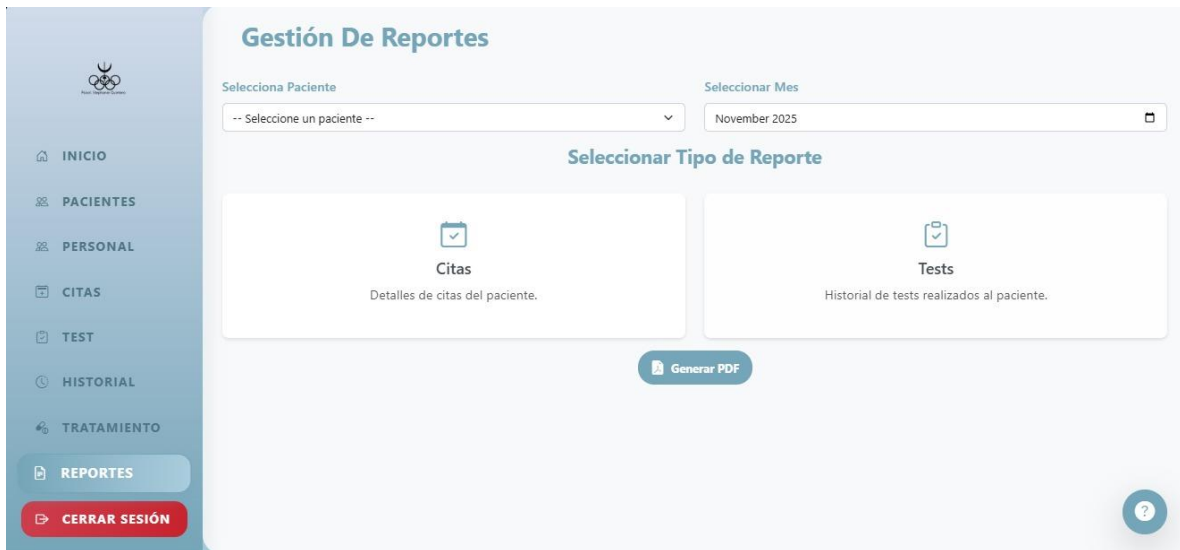 Gestión De Reportes
Selecciona Paciente
Seleccionar Mes
-- Seleccione un paciente --
November 2025
INICIO
PACIENTES
PERSONAL
CITAS
TEST
HISTORIAL
TRATAMIENTO
REPORTES
CERRAR SESIÓN
Seleccionar Tipo de Reporte
Citas
Detalles de citas del paciente.
Tests
Historial de tests realizados al paciente.
Generar PDF
?